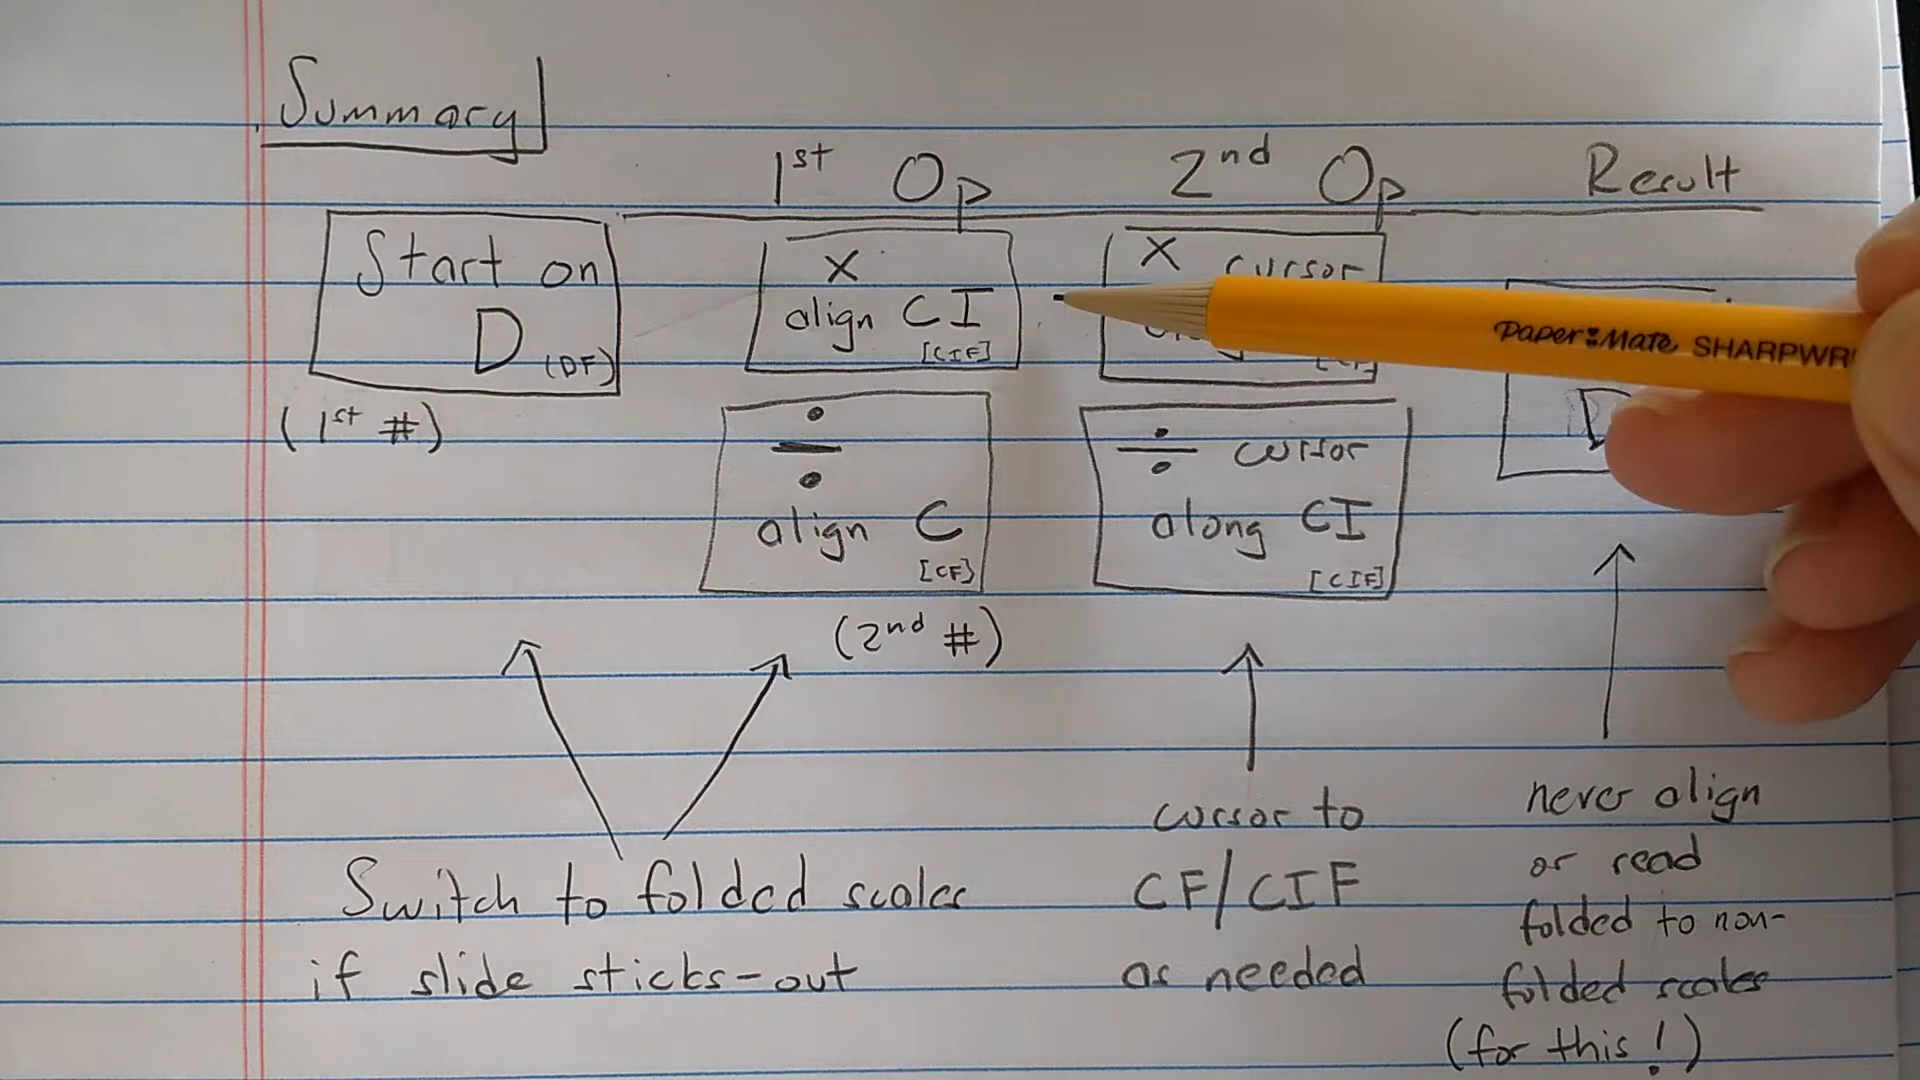 Summary
1st Op 2nd Op Result
Start on
D (DF)
(1st #)
X
align CI
[CIF]
÷
align C
[CF]
(2nd #)
X cursor
÷ cursor
along CI
[CIF]
D
Paper:Mate SHARPWRI
Switch to folded scales
if slide sticks-out
cursor to
CF/CIF
as needed
never align
or read
folded to non-
folded scales
(for this!)